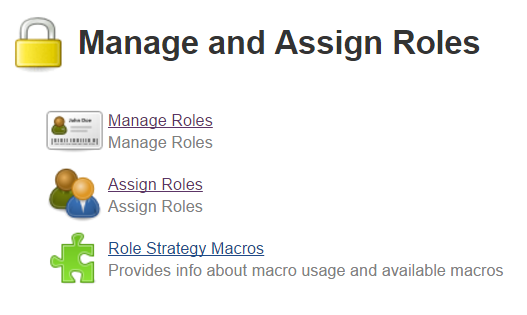 Manage and Assign Roles
John Doe
Manage Roles
Manage Roles
Assign Roles
Assign Roles
Role Strategy Macros
Provides info about macro usage and available macros